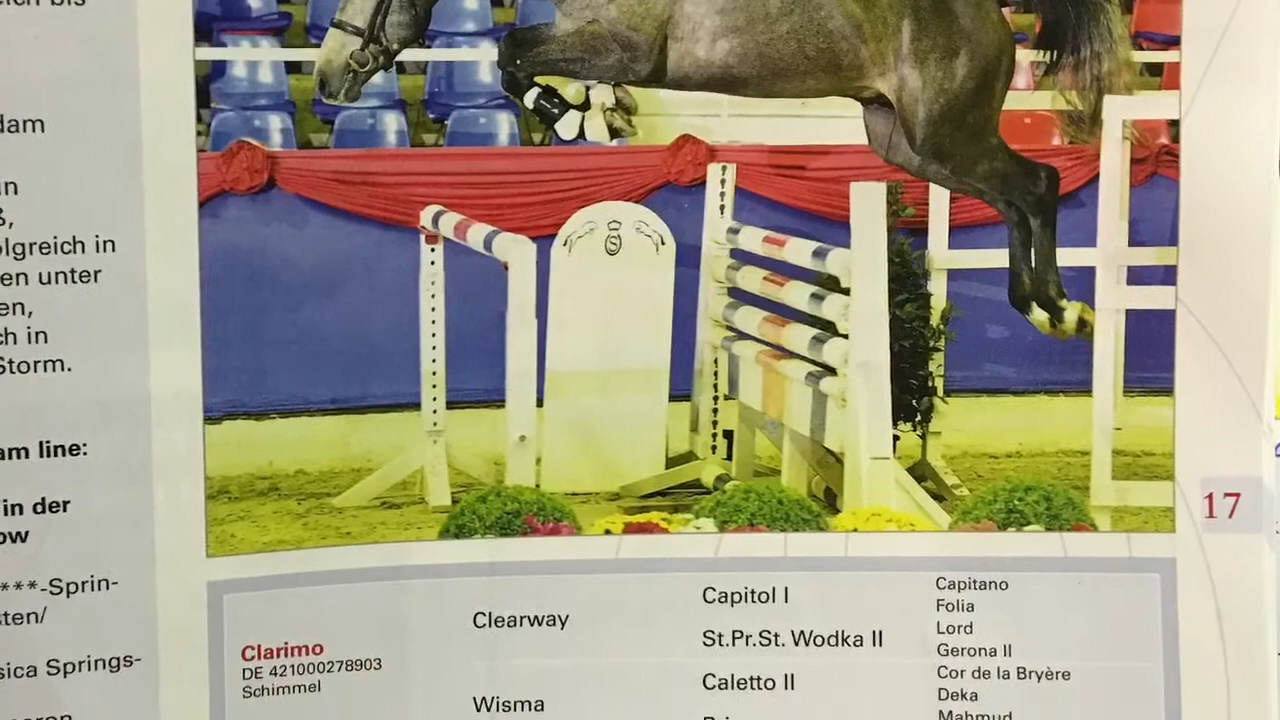 dam
in
olgreich in
en unter
en,
ch in
Storm.
am line:
in der
ow
***-Sprin-
ten/
sica Springs-
S
17
Clarimo
DE 421000278903
Schimmel
Clearway
Wisma
Capitol I
St.Pr.St. Wodka II
Caletto II
Capitano
Folia
Lord
Gerona II
Cor de la Bryère
Deka
Mahmud